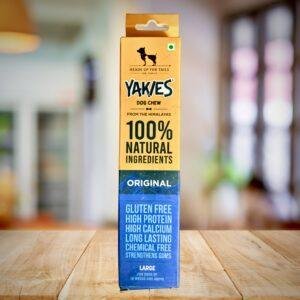 HEADS UP FOR TAILS
YAKIES
DOG CHEW
FROM THE HIMALAYAS
100%
NATURAL
INGREDIENTS
ORIGINAL
GLUTEN FREE
HIGH PROTEIN
HIGH CALCIUM
LONG LASTING
CHEMICAL FREE
STRENGTHENS GUMS
LARGE